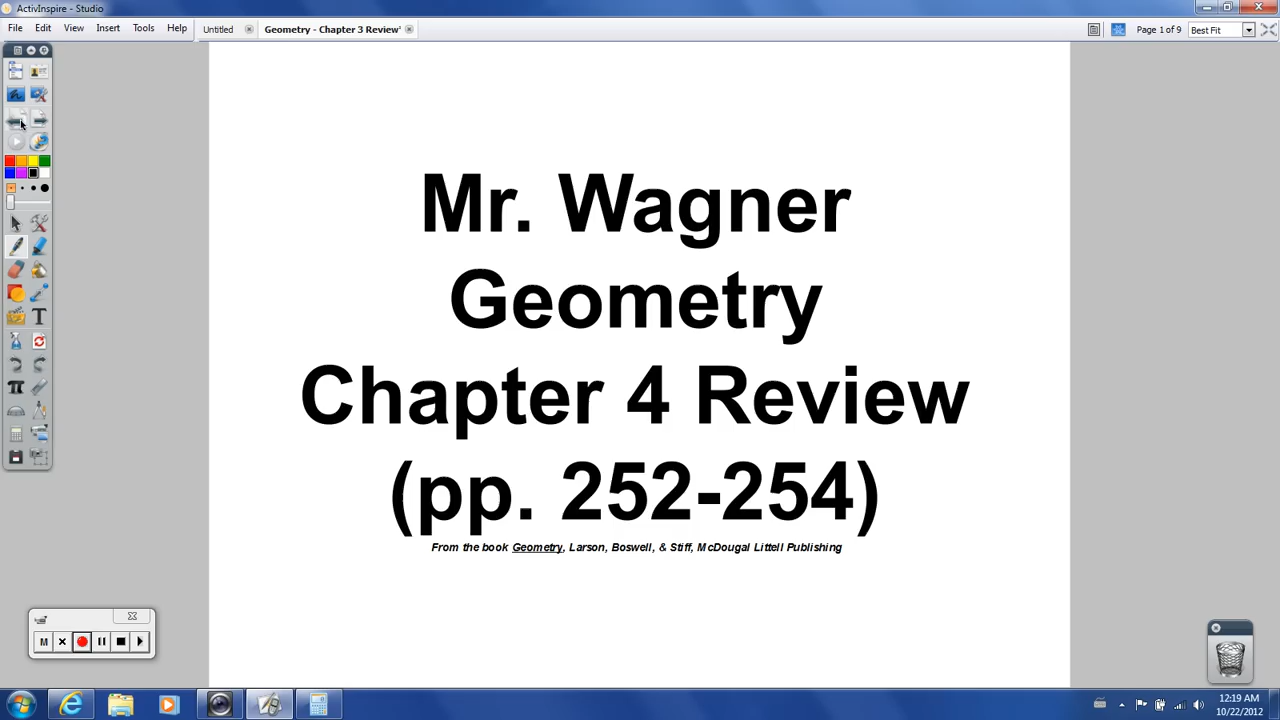 ActivInspire - Studio
File Edit View Insert Tools Help
Untitled
Geometry - Chapter 3 Review*
Page 1 of 9
Best Fit
Mr. Wagner
Geometry
Chapter 4 Review
(pp. 252-254)
From the book Geometry, Larson, Boswell, & Stiff, McDougal Littell Publishing
T
M
12:19 AM
10/22/2012